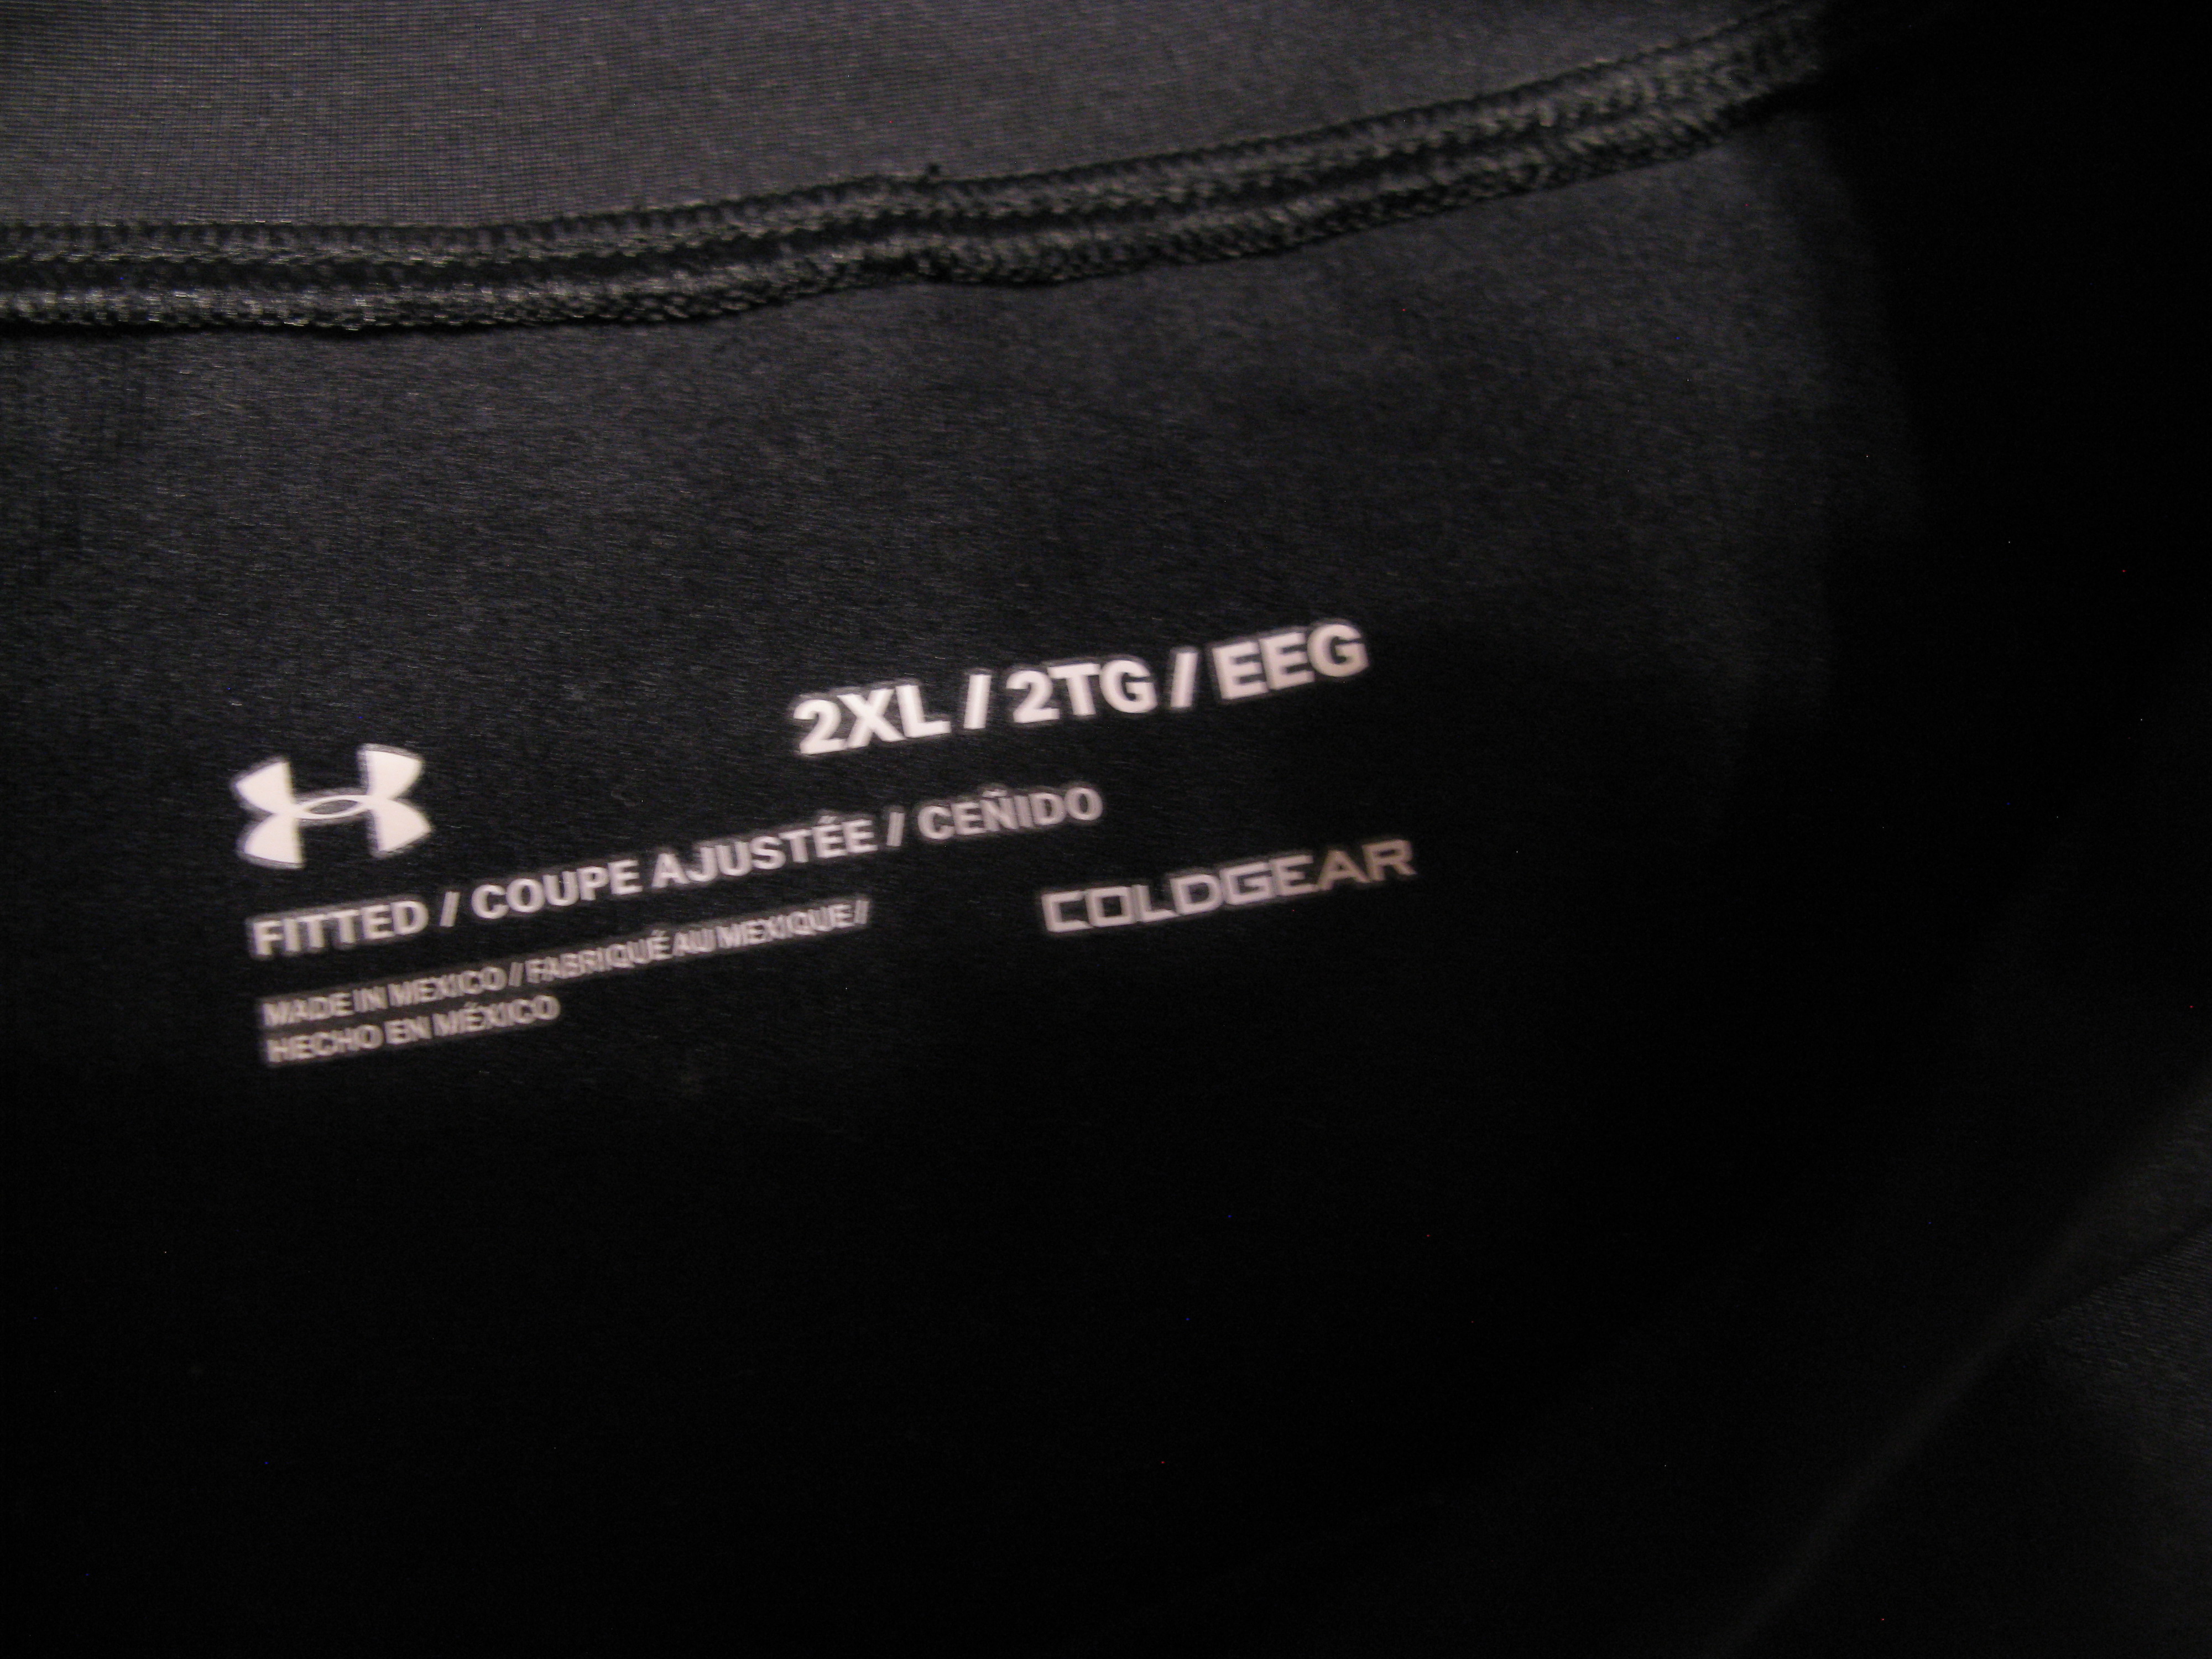 2XL / 2TG / EEG
FITTED / COUPE AJUSTÉE / CEÑIDO
COLDGEAR
MADE IN MEXICO / FABRIQUÉ AU MEXIQUE /
HECHO EN MÉXICO